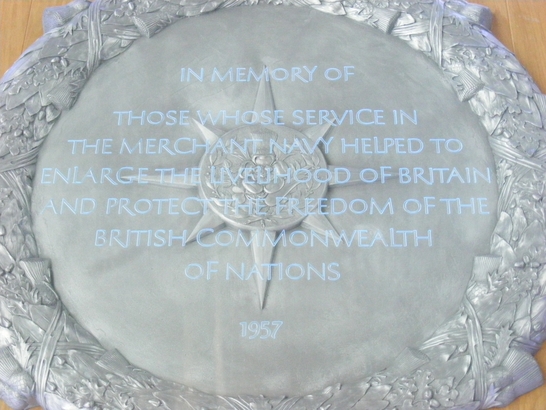 IN MEMORY OF
THOSE WHOSE SERVICE IN
THE MERCHANT NAVY HELPED TO
ENLARGE THE LIVELIHOOD OF BRITAIN
AND PROTECT THE FREEDOM OF THE
BRITISH COMMONWEALTH
OF NATIONS
1957